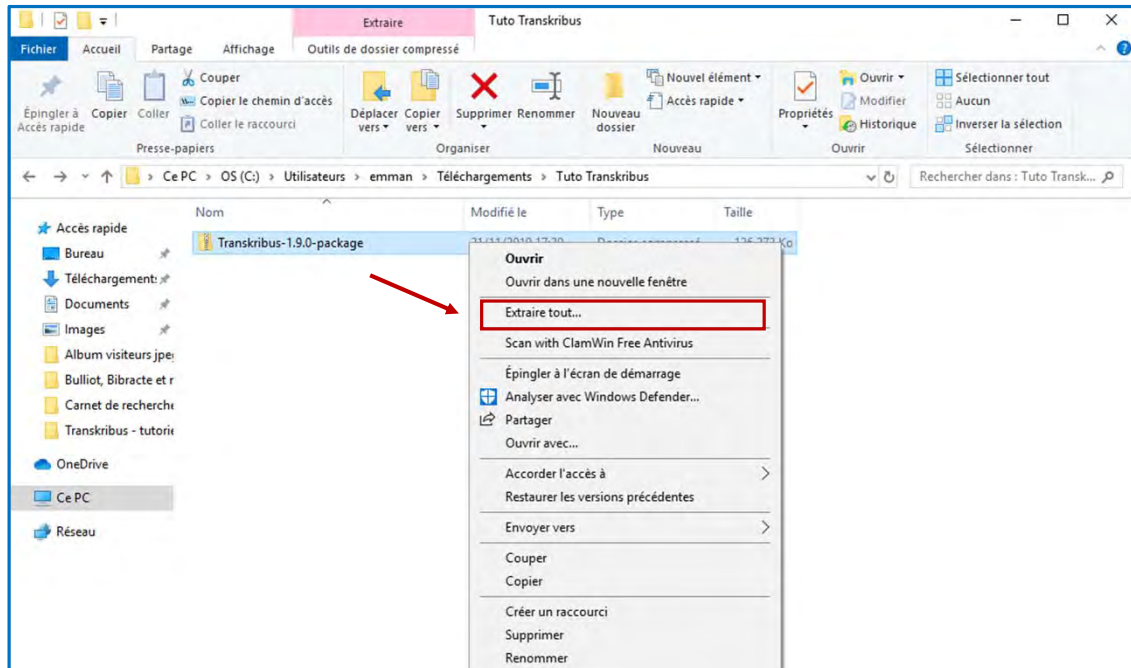 Extraire
Tuto Transkribus
Fichier
Accueil
Partage
Affichage
Outils de dossier compressé
Épingler à
Accès rapide
Copier
Coller
Couper
Copier le chemin d'accès
Coller le raccourci
Déplacer
vers
Copier
vers
Supprimer
Renommer
Nouveau
dossier
Nouvel élément
Accès rapide
Propriétés
Ouvrir
Modifier
Historique
Sélectionner tout
Aucun
Inverser la sélection
Presse-papiers
Organiser
Nouveau
Ouvrir
Sélectionner
Ce PC > OS (C:) > Utilisateurs > emman > Téléchargements > Tuto Transkribus
Rechercher dans : Tuto Transk...
Nom
Modifié le
Type
Taille
Transkribus-1.9.0-package
Accès rapide
Bureau
Téléchargements
Documents
Images
Album visiteurs jpe
Bulliot, Bibracte et r
Carnet de recherche
Transkribus - tutorie
OneDrive
Ce PC
Réseau
Ouvrir
Ouvrir dans une nouvelle fenêtre
Extraire tout...
Scan with ClamWin Free Antivirus
Épingler à l'écran de démarrage
Analyser avec Windows Defender...
Partager
Ouvrir avec...
Accorder l'accès à
Restaurer les versions précédentes
Envoyer vers
Couper
Copier
Créer un raccourci
Supprimer
Renommer